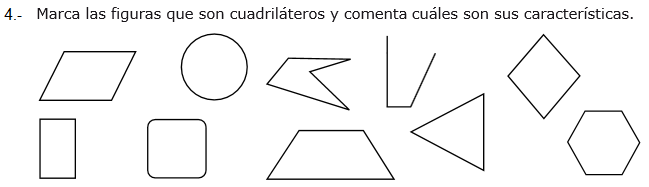 4.- Marca las figuras que son cuadriláteros y comenta cuáles son sus características.